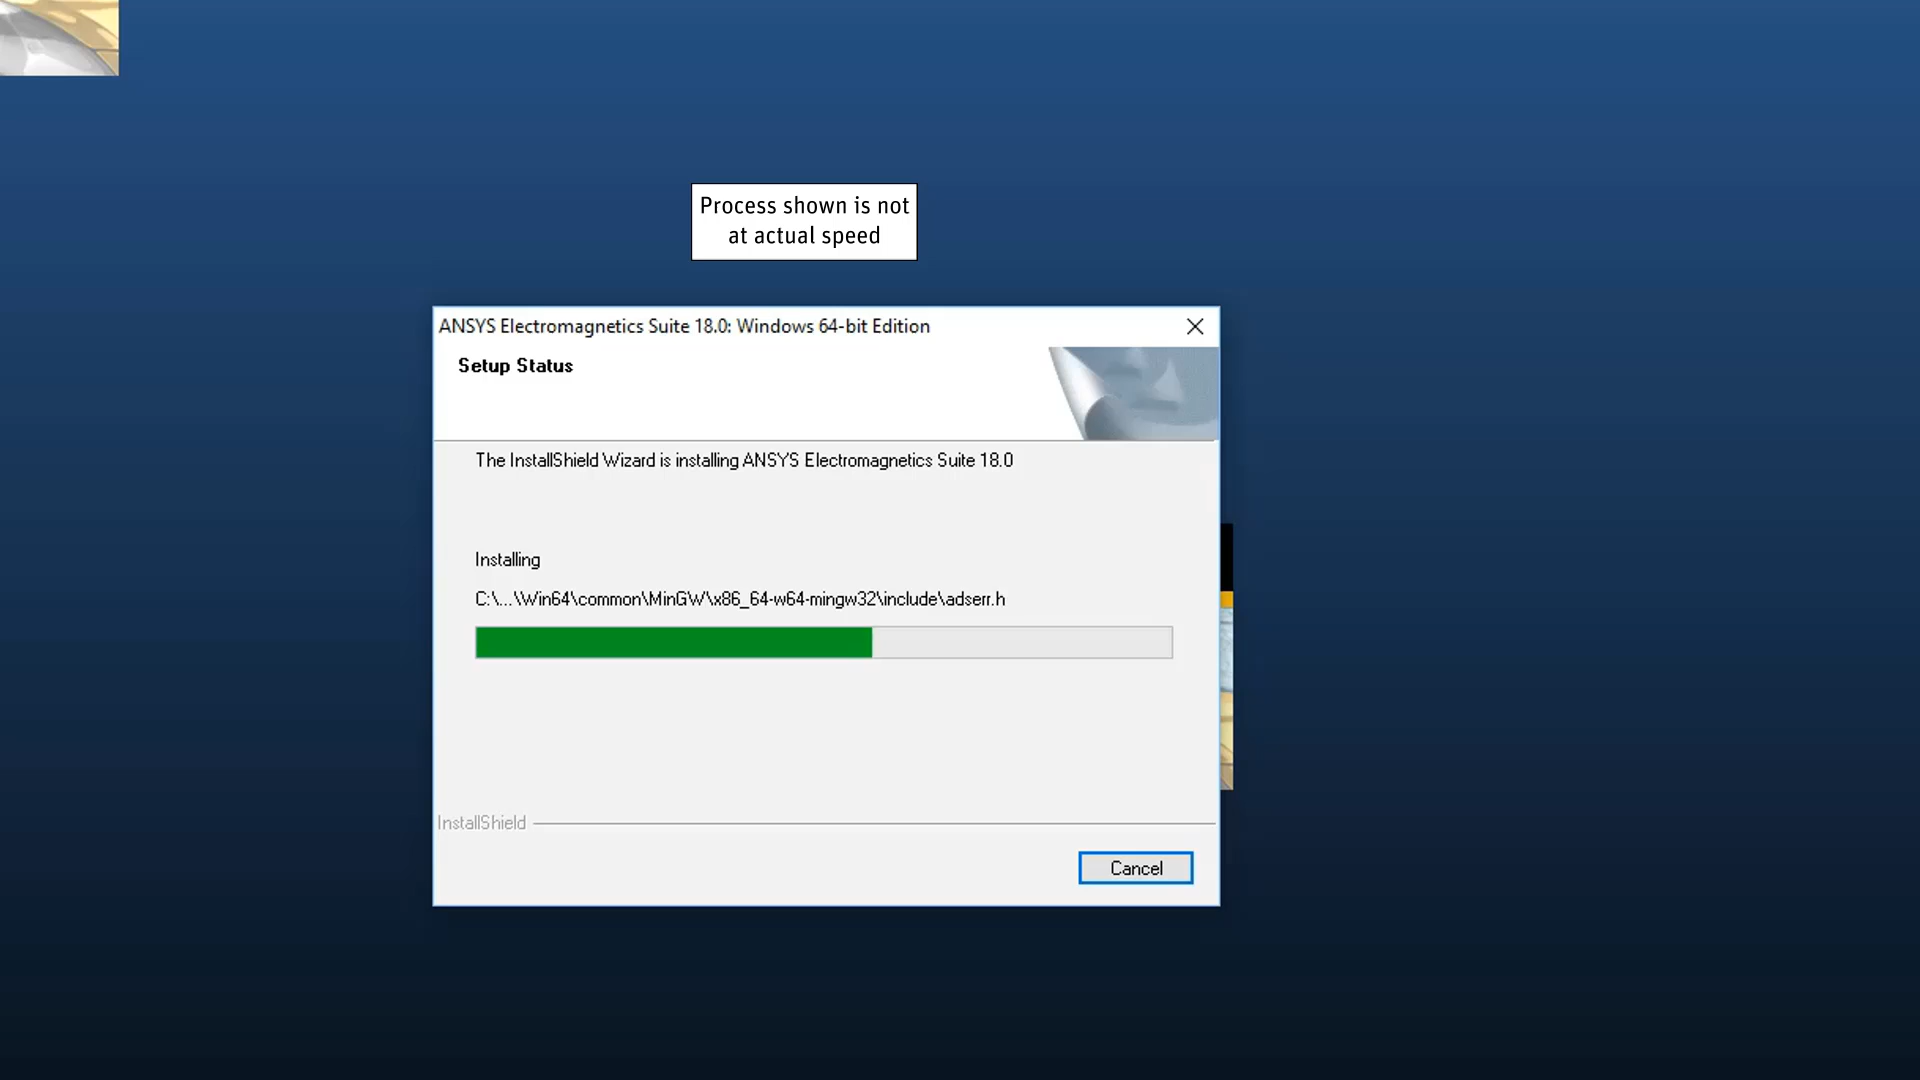 Process shown is not
at actual speed
ANSYS Electromagnetics Suite 18.0: Windows 64-bit Edition
Setup Status
The InstallShield Wizard is installing ANSYS Electromagnetics Suite 18.0
Installing
C:\...\Win64\common\MinGW\x86_64-w64-mingw32\include\adserr.h
InstallShield
Cancel